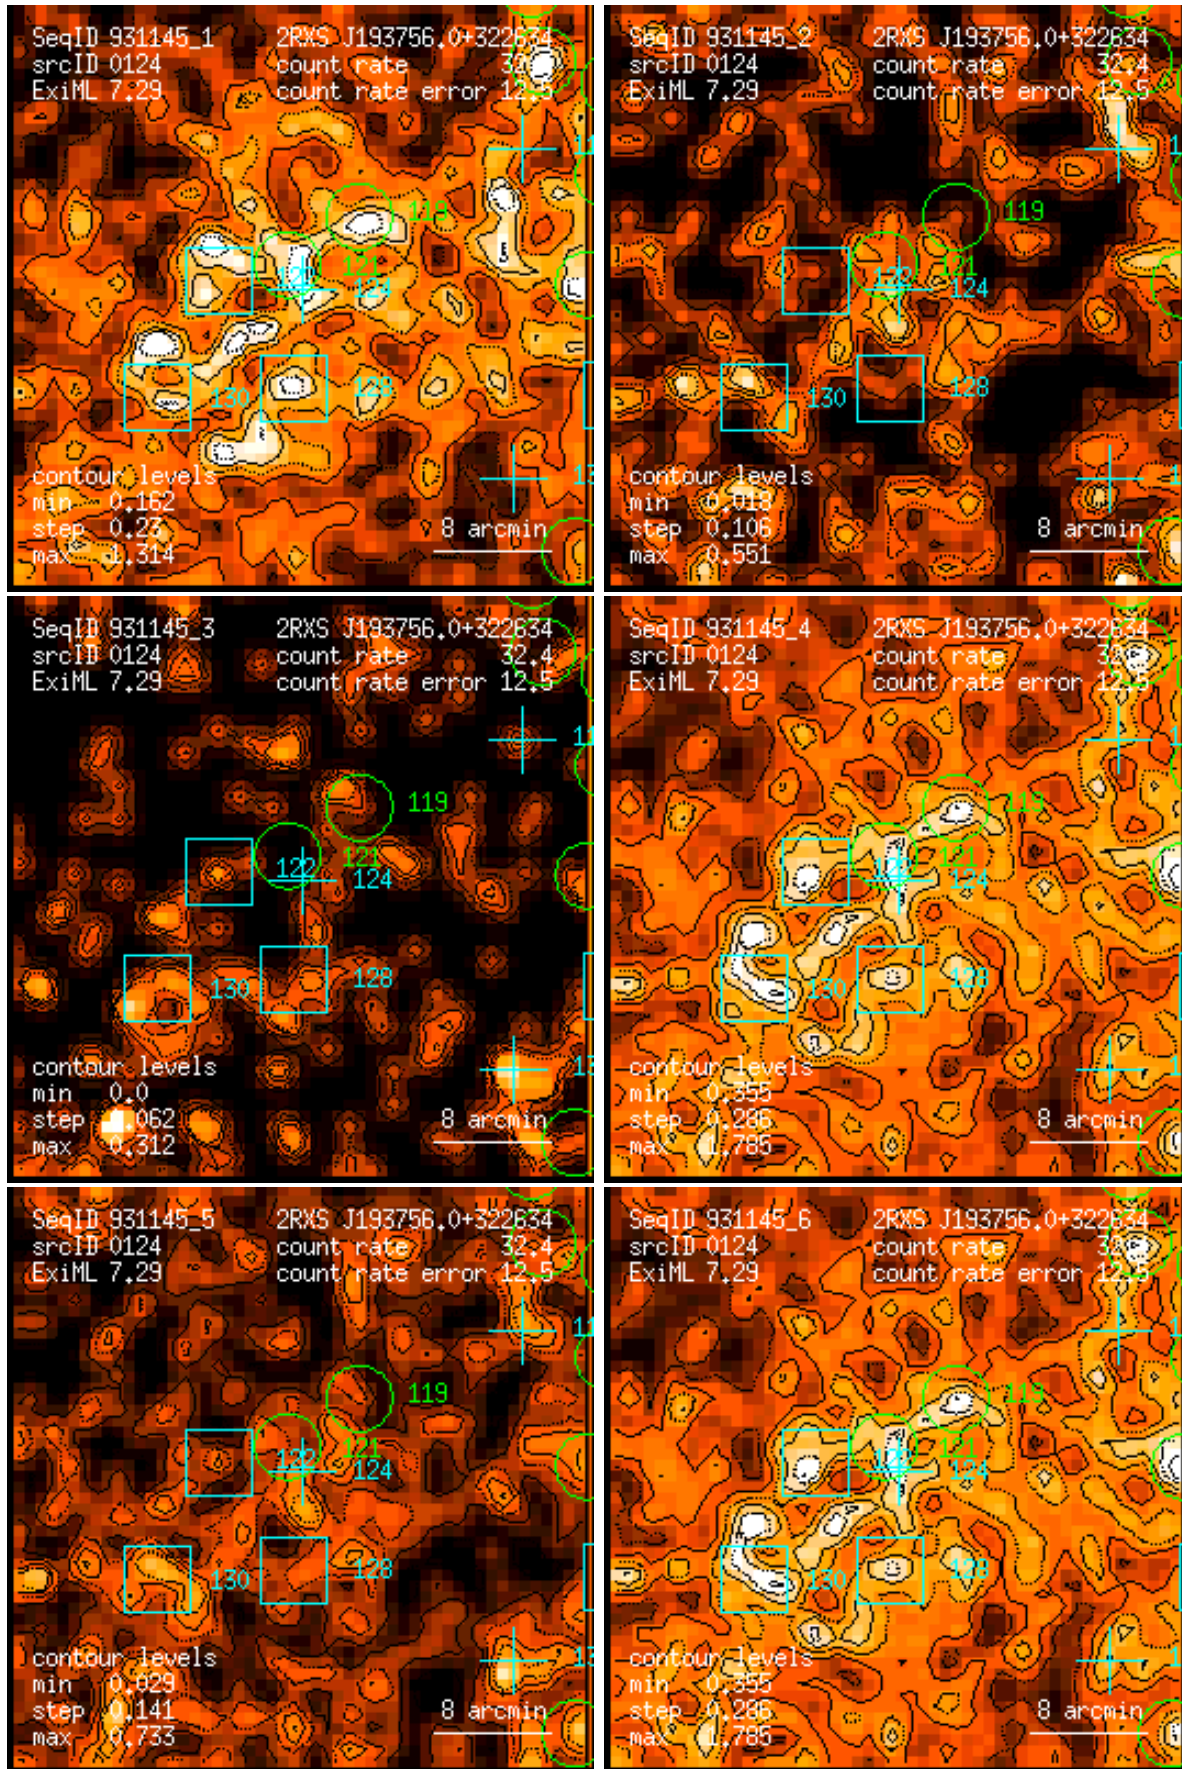 SeqID 931145_1 2RXS J193756.0+322634
srcID 0124 count rate
ExiML 7.29 count rate error 12.5
119
122 121
124
130 128
contour levels
min 0.162
step 0.23
max 1.314
8 arcmin
SeqID 931145_2 2RXS J193756.0+322634
srcID 0124 count rate 32.4
ExiML 7.29 count rate error 12.5
119
122 121
124
130 128
contour levels
min 0.018
step 0.106
max 0.551
8 arcmin
SeqID 931145_3 2RXS J193756.0+322634
srcID 0124 count rate 32.4
ExiML 7.29 count rate error 12.5
119
122 121
124
130 128
contour levels
min 0.0
step 0.062
max 0.312
8 arcmin
SeqID 931145_4 2RXS J193756.0+322634
srcID 0124 count rate
ExiML 7.29 count rate error 12.5
119
122 121
124
130 128
contour levels
min 0.355
step 0.286
max 1.785
8 arcmin
SeqID 931145_5 2RXS J193756.0+322634
srcID 0124 count rate 32.4
ExiML 7.29 count rate error 12.5
119
122 121
124
130 128
contour levels
min 0.029
step 0.141
max 0.733
8 arcmin
SeqID 931145_6 2RXS J193756.0+322634
srcID 0124 count rate
ExiML 7.29 count rate error 12.5
119
122 121
124
130 128
contour levels
min 0.355
step 0.286
max 1.785
8 arcmin